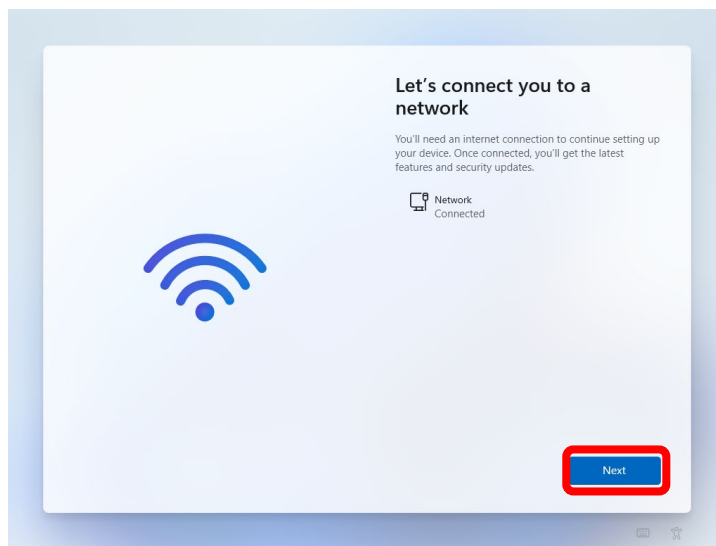 Let's connect you to a
network
You'll need an internet connection to continue setting up
your device. Once connected, you'll get the latest
features and security updates.
Network
Connected
Next